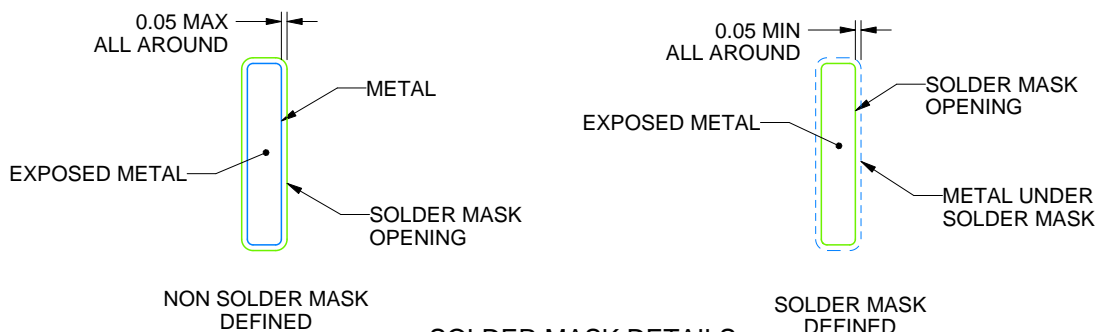 0.05 MAX
ALL AROUND
METAL
EXPOSED METAL
SOLDER MASK
OPENING
NON SOLDER MASK
DEFINED
0.05 MIN
ALL AROUND
SOLDER MASK
OPENING
EXPOSED METAL
METAL UNDER
SOLDER MASK
SOLDER MASK
DEFINED
SOLDER MASK DETAILS